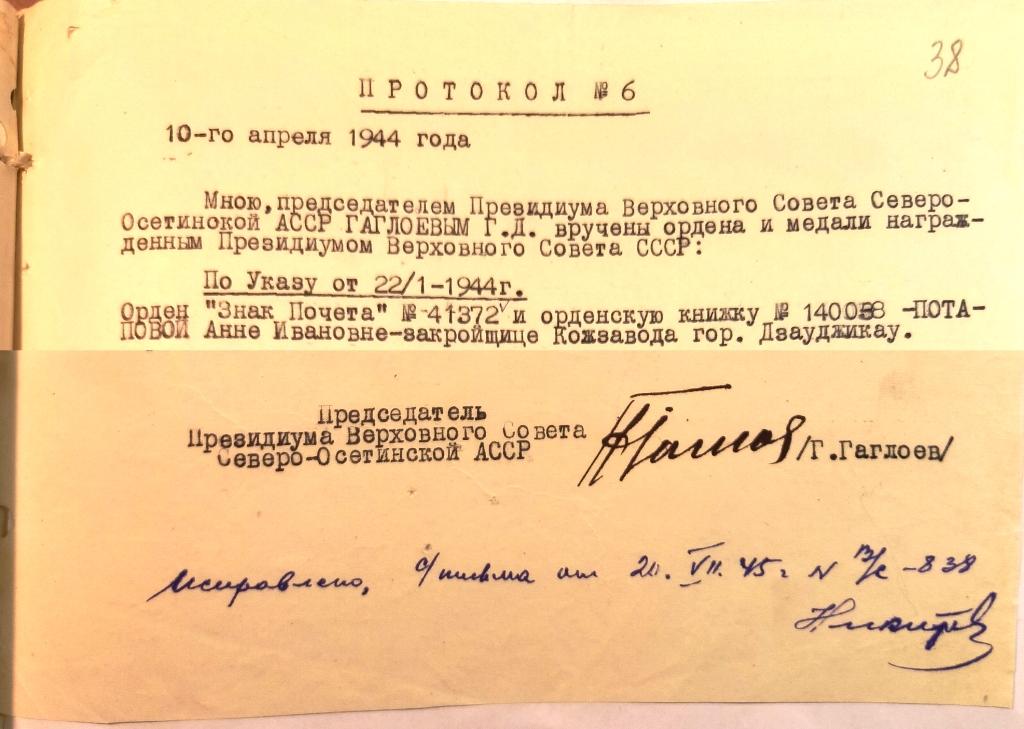 38
ПРОТОКОЛ № 6
10-го апреля 1944 года
Мною, председателем Президиума Верховного Совета Северо-
Осетинской АССР ГАГЛОЕВЫМ Г.Д. вручены ордена и медали награж-
денным Президиумом Верховного Совета СССР:
По Указу от 22/1-1944г.
Орден "Знак Почета" № 41372 и орденскую книжку № 140038 -ПОТА-
ПОВОЙ Анне Ивановне-закройщице Кожзавода гор. Дзауджикау.
Председатель
Президиума Верховного Совета
Северо-Осетинской АССР
/Г.Гаглоев/
Исправлено, с/письма от 20. VII. 45 г N -838